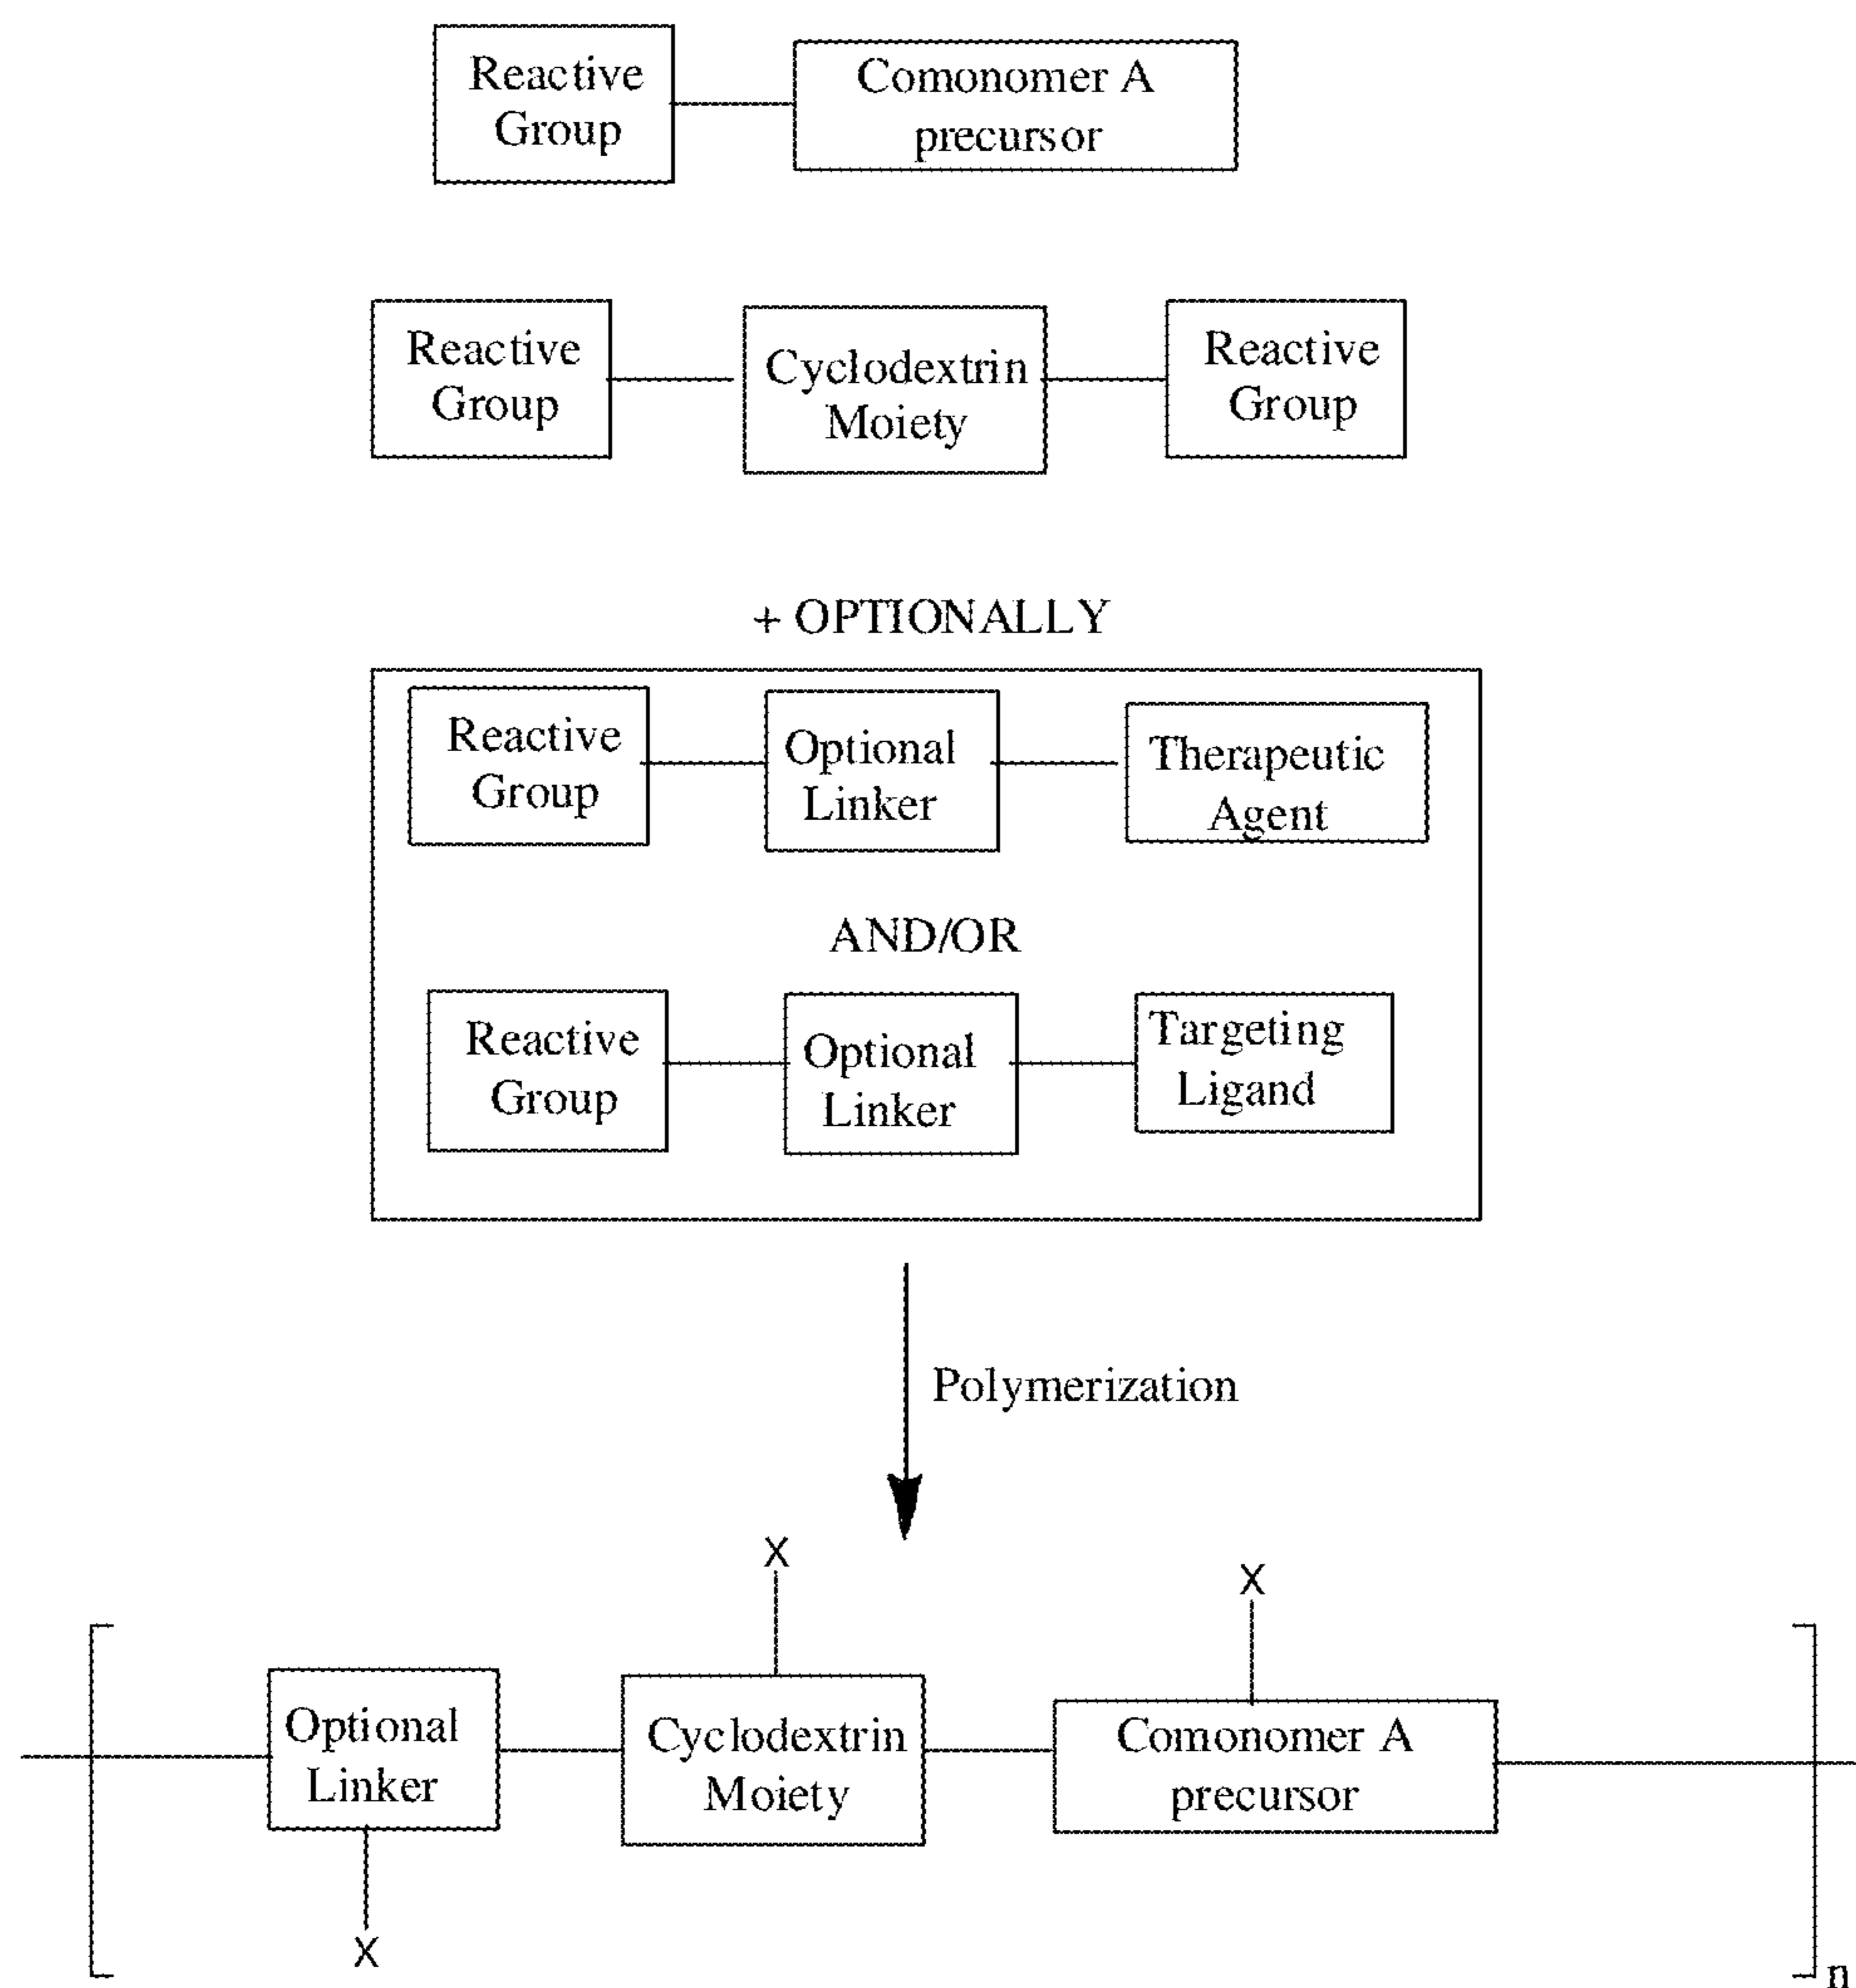 Reactive
Group
Comonomer A
precursor
Reactive
Group
Cyclodextrin
Moiety
Reactive
Group
+ OPTIONALLY
Reactive
Group
Optional
Linker
Therapeutic
Agent
AND/OR
Reactive
Group
Optional
Linker
Targeting
Ligand
Polymerization
X
X
Optional
Linker
Cyclodextrin
Moiety
Comonomer A
precursor
X
n